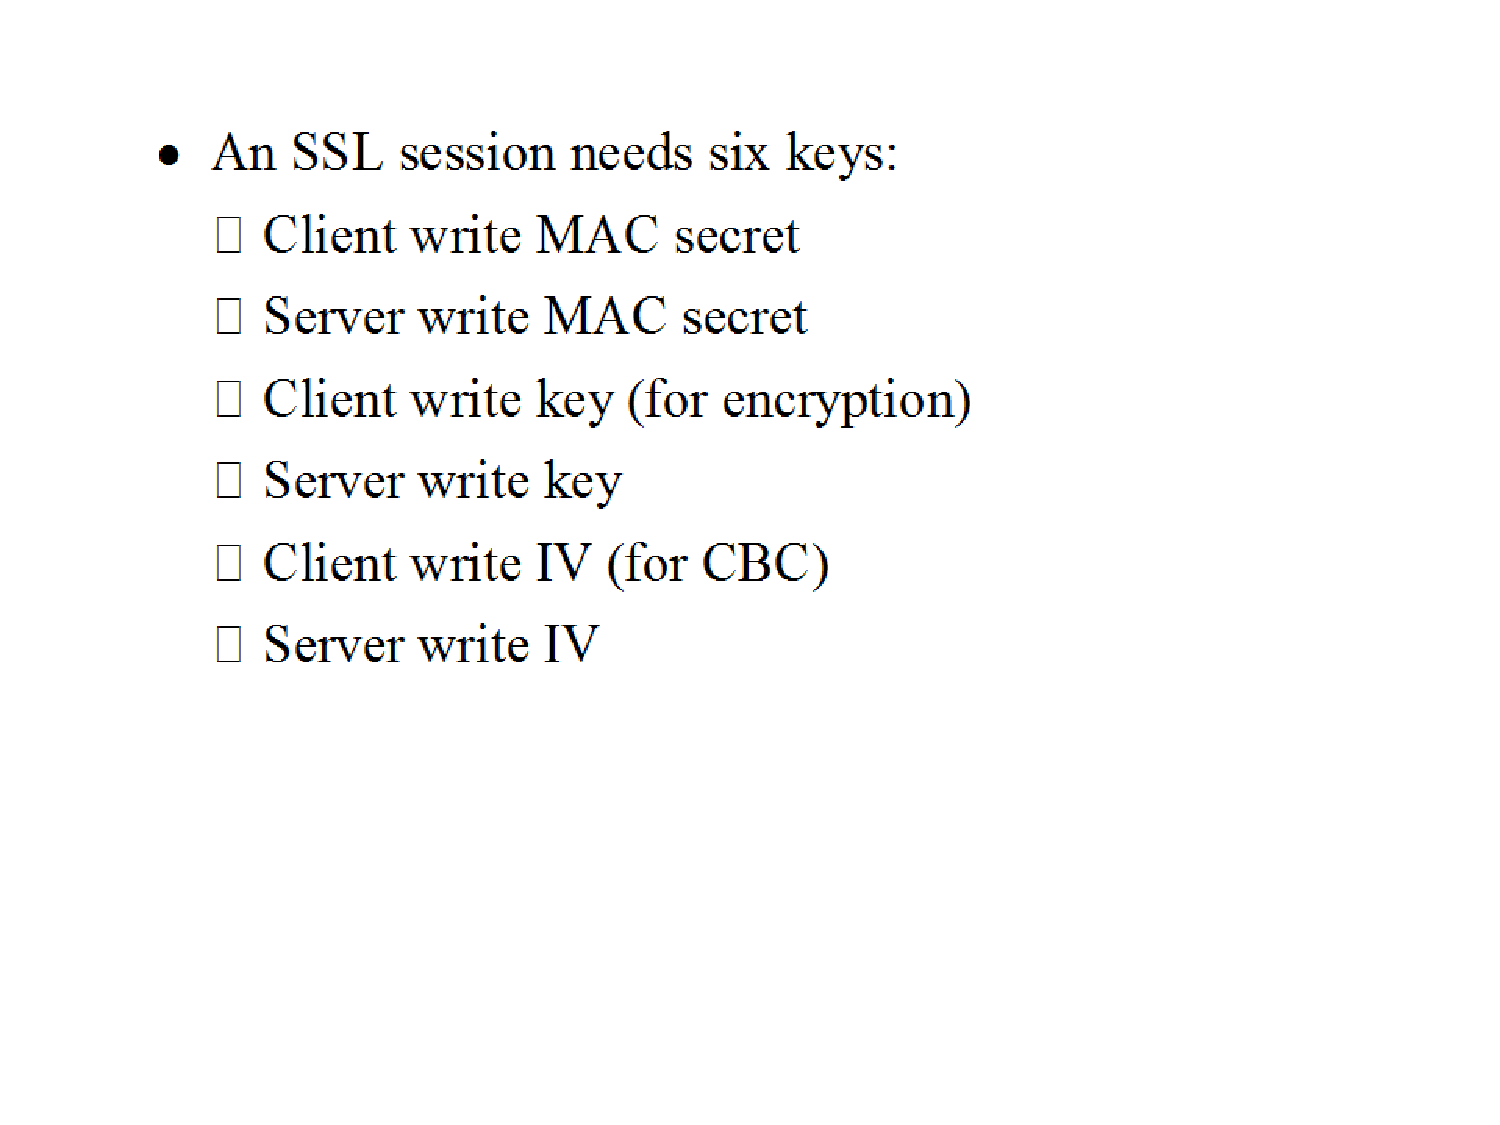 • An SSL session needs six keys:
▯ Client write MAC secret
▯ Server write MAC secret
▯ Client write key (for encryption)
▯ Server write key
▯ Client write IV (for CBC)
▯ Server write IV